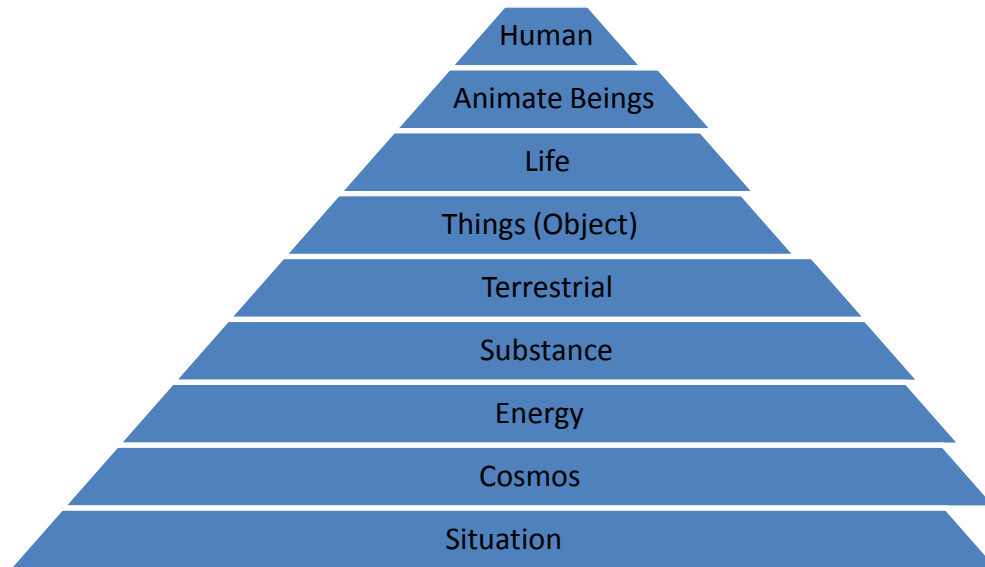 Human
Animate Beings
Life
Things (Object)
Terrestrial
Substance
Energy
Cosmos
Situation